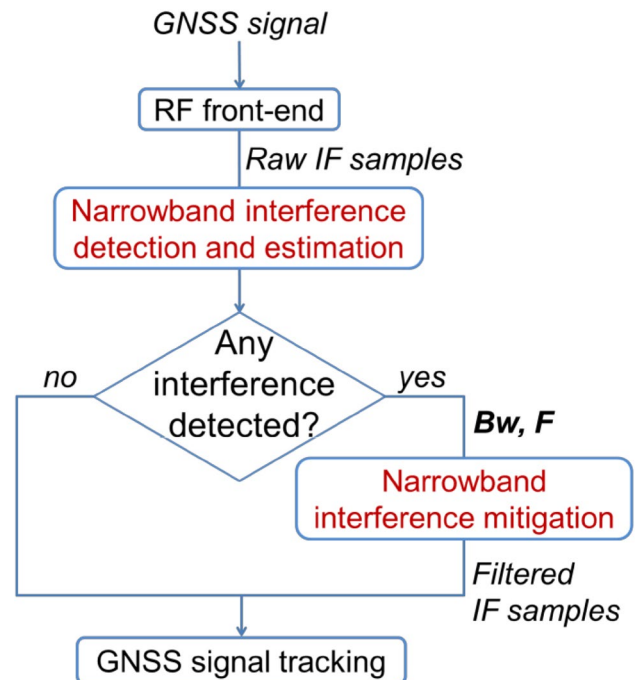 GNSS signal
RF front-end
Raw IF samples
Narrowband interference
detection and estimation
Any
interference
detected?
no
yes
Bw, F
Narrowband
interference mitigation
Filtered
IF samples
GNSS signal tracking